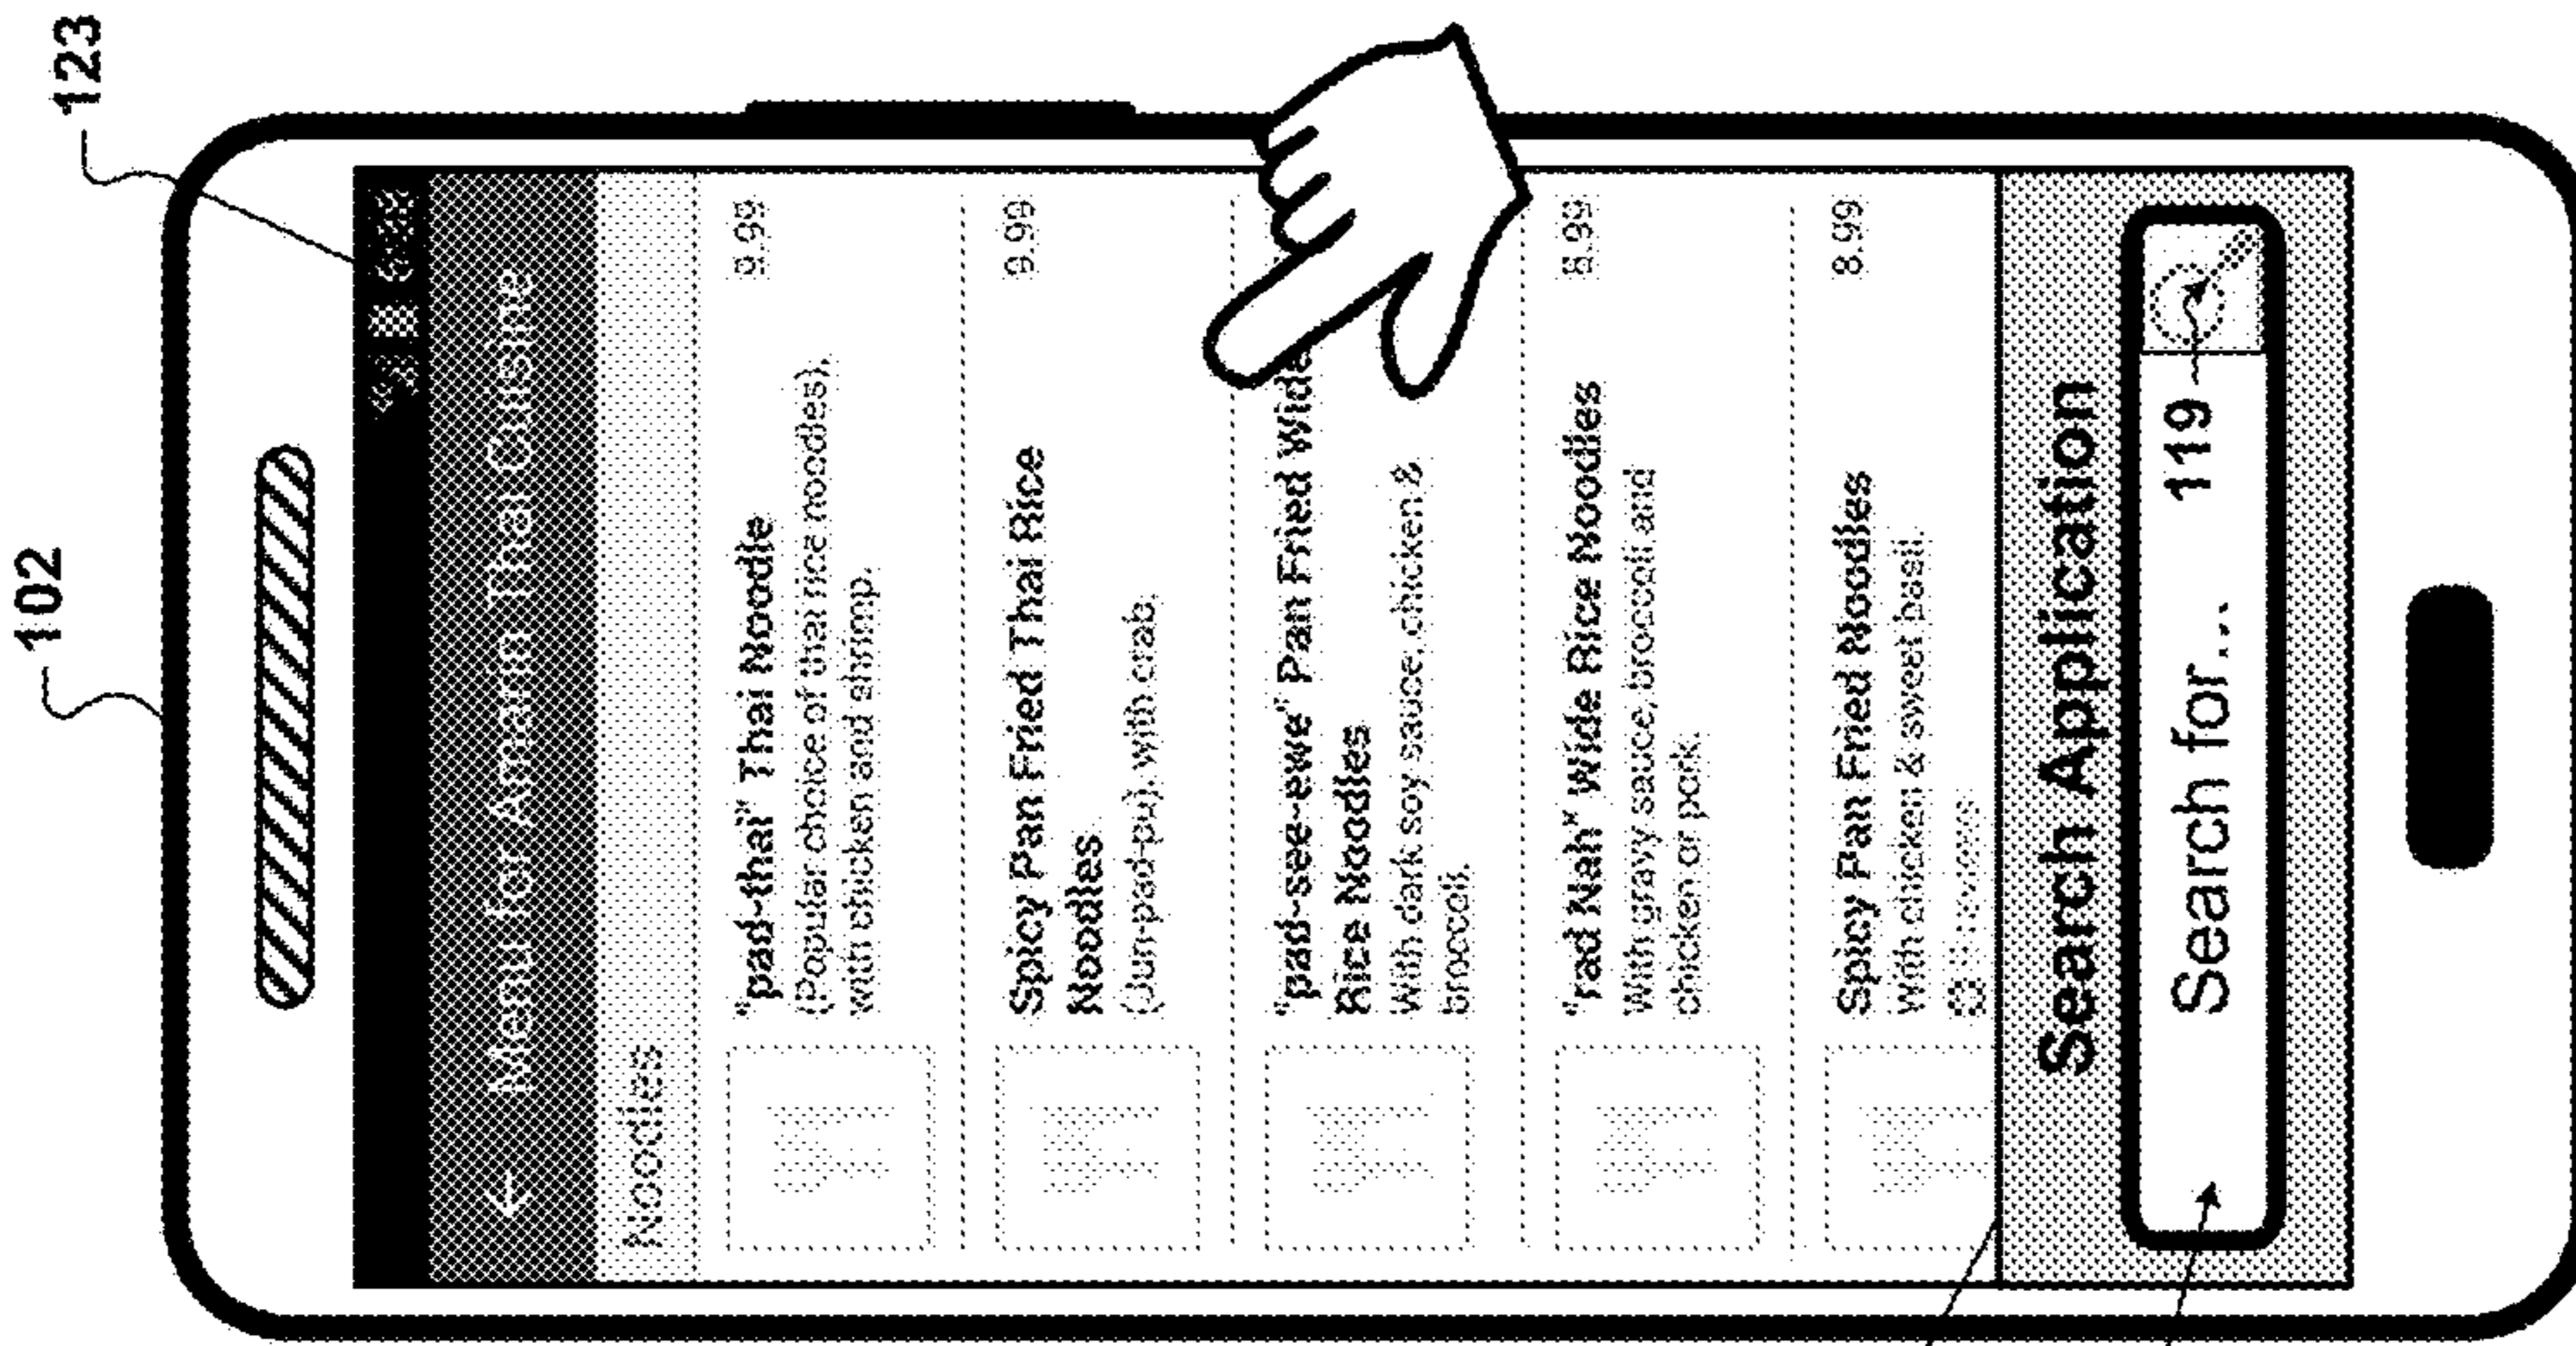 102
123
← Menu for Amarin Thai Cuisine
Noodles
"pad-thai" Thai Noodle 9.99
(Popular choice of thai rice noodles),
with chicken and shrimp.
Spicy Pan Fried Thai Rice 9.99
Noodles
(Jun-pad-pu), with crab.
"pad-see-ewe" Pan Fried Wide
Rice Noodles
With dark soy sauce, chicken &
broccoli.
"rad Nah" Wide Rice Noodles 8.99
With gravy sauce, broccoli and
chicken or pork.
Spicy Pan Fried Noodles 8.99
With chicken & sweet basil.
reviews
Search Application
Search for... 119